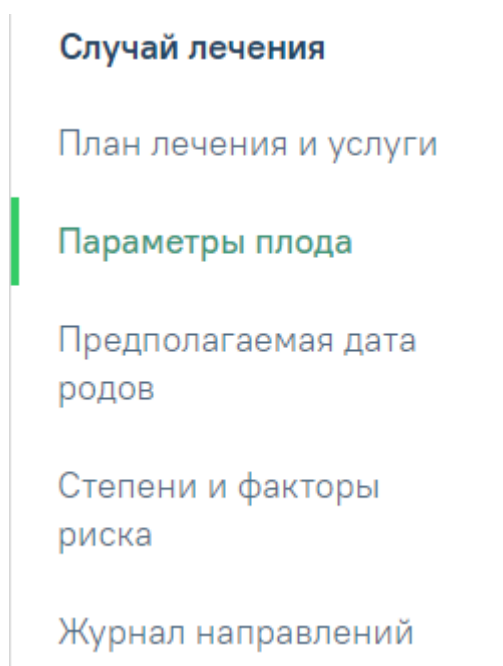 Случай лечения
План лечения и услуги
Параметры плода
Предполагаемая дата
родов
Степени и факторы
риска
Журнал направлений